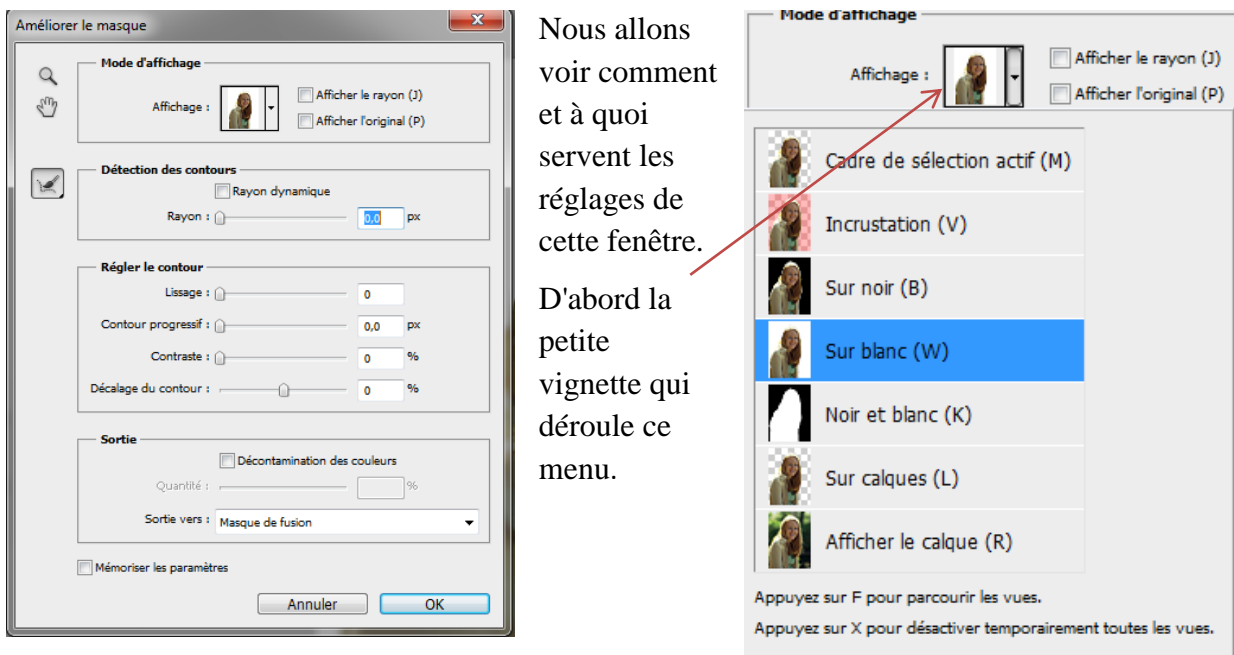 Améliorer le masque
Mode d'affichage
Affichage :
Afficher le rayon (J)
Afficher l'original (P)
Détection des contours
Rayon dynamique
Rayon : 0,0 px
Régler le contour
Lissage : 0
Contour progressif : 0,0 px
Contraste : 0 %
Décalage du contour : 0 %
Sortie
Décontamination des couleurs
Quantité : %
Sortie vers : Masque de fusion
Mémoriser les paramètres
Annuler OK
Nous allons
voir comment
et à quoi
servent les
réglages de
cette fenêtre.
D'abord la
petite
vignette qui
déroule ce
menu.
Mode d'affichage
Affichage :
Afficher le rayon (J)
Afficher l'original (P)
Cadre de sélection actif (M)
Incrustation (V)
Sur noir (B)
Sur blanc (W)
Noir et blanc (K)
Sur calques (L)
Afficher le calque (R)
Appuyez sur F pour parcourir les vues.
Appuyez sur X pour désactiver temporairement toutes les vues.